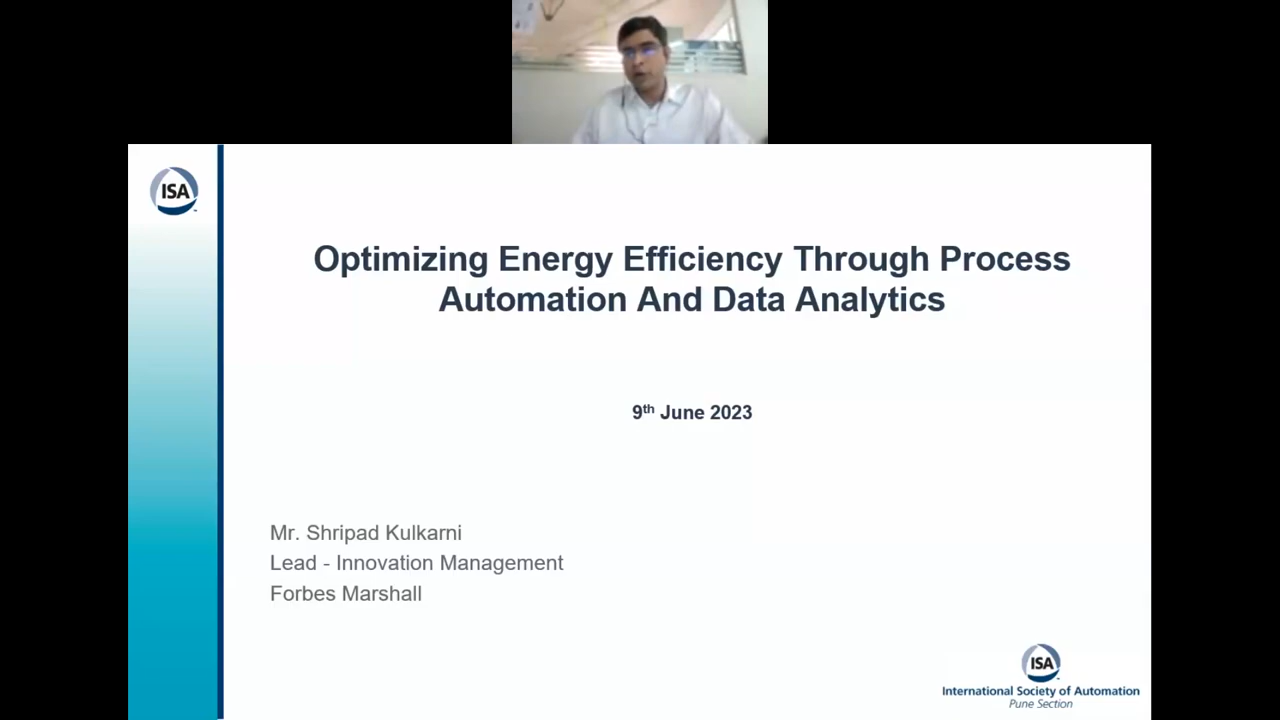 ISA
Optimizing Energy Efficiency Through Process
Automation And Data Analytics
9th June 2023
Mr. Shripad Kulkarni
Lead - Innovation Management
Forbes Marshall
ISA
International Society of Automation
Pune Section